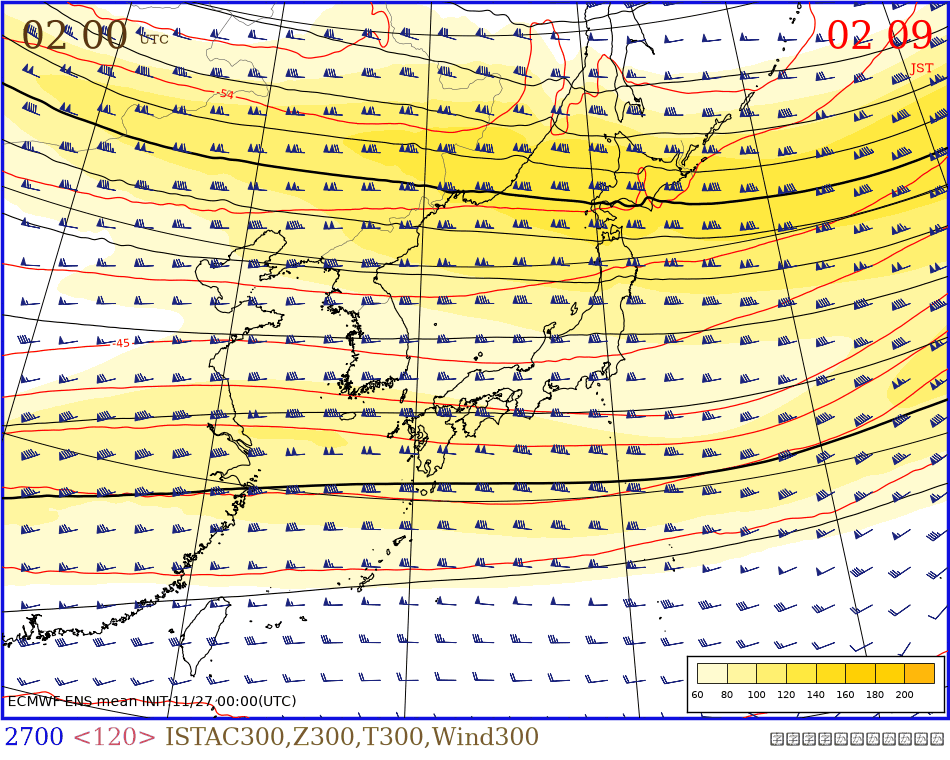 02 00 UTC
02 09
JST
-54
-45
60 80 100 120 140 160 180 200
ECMWF ENS mean INIT 11/27 00:00(UTC)
2700 <120> ISTAC300,Z300,T300,Wind300